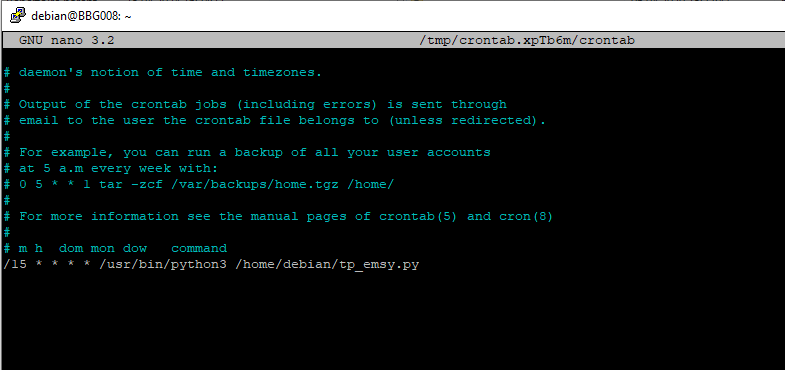 debian@BBG008: ~
GNU nano 3.2 /tmp/crontab.xpTb6m/crontab
# daemon's notion of time and timezones.
#
# Output of the crontab jobs (including errors) is sent through
# email to the user the crontab file belongs to (unless redirected).
#
# For example, you can run a backup of all your user accounts
# at 5 a.m every week with:
# 0 5 * * 1 tar -zcf /var/backups/home.tgz /home/
#
# For more information see the manual pages of crontab(5) and cron(8)
#
# m h  dom mon dow   command
/15 * * * * /usr/bin/python3 /home/debian/tp_emsy.py